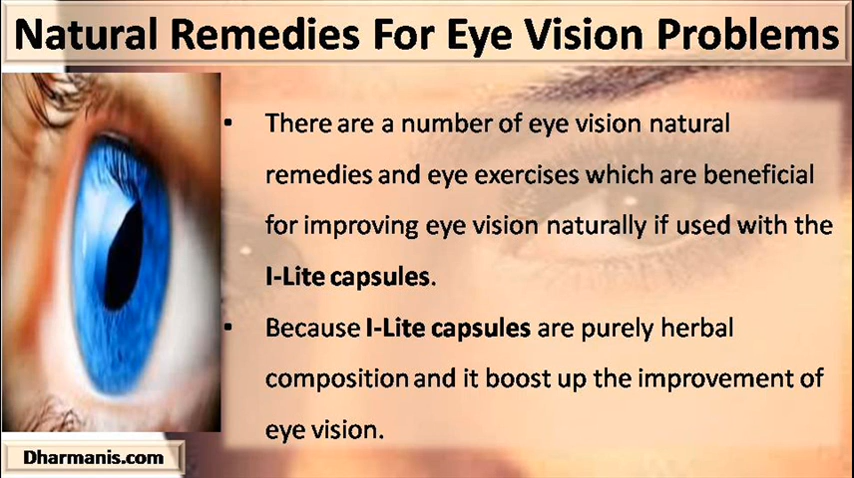 Natural Remedies For Eye Vision Problems
• There are a number of eye vision natural
remedies and eye exercises which are beneficial
for improving eye vision naturally if used with the
I-Lite capsules.
• Because I-Lite capsules are purely herbal
composition and it boost up the improvement of
eye vision.
Dharmanis.com